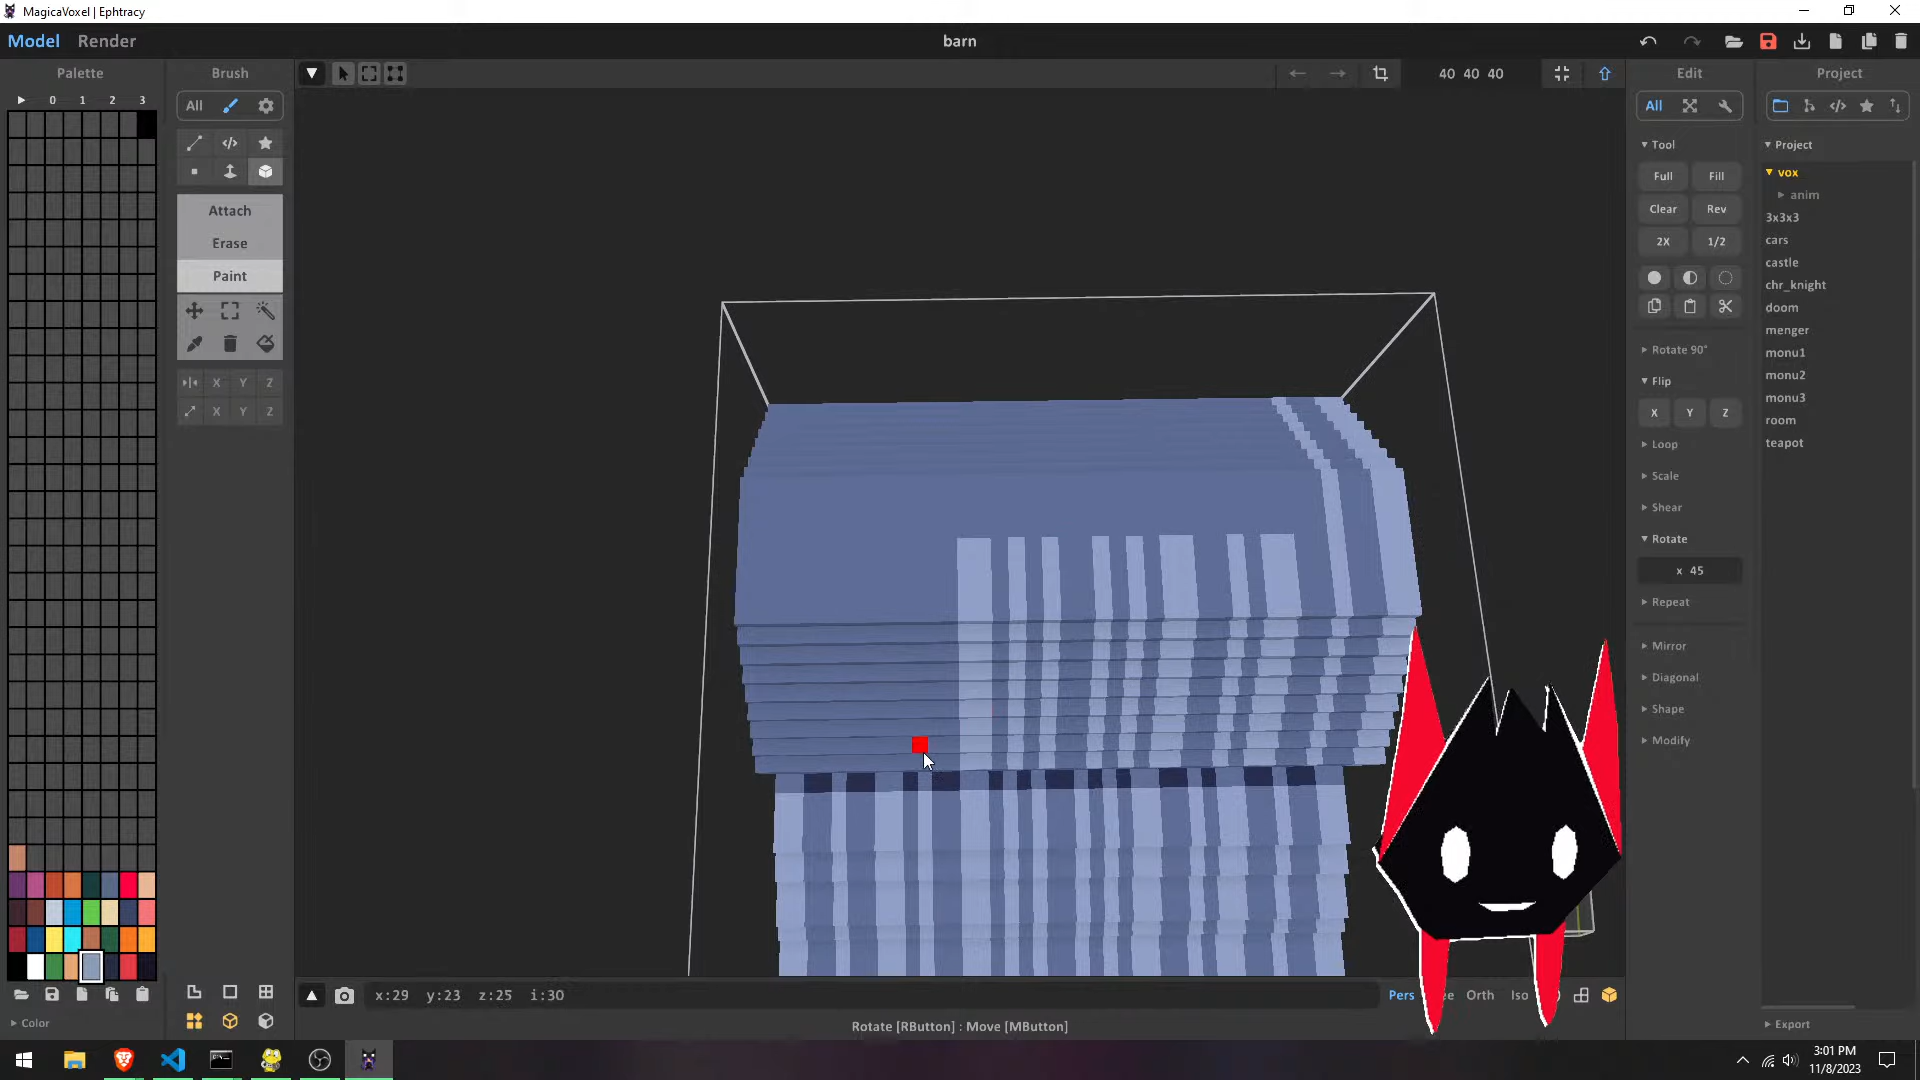 MagicaVoxel | Ephtracy
Model Render
barn
Palette
Brush
40 40 40
Edit
Project
0 1 2 3
All
All
Tool
Project
Full Fill
vox
anim
Attach
Clear Rev
3x3x3
Erase
2X 1/2
cars
castle
Paint
chr_knight
doom
menger
Rotate 90°
monu1
X Y Z
Flip
monu2
X Y Z
X Y Z
monu3
room
Loop
teapot
Scale
Shear
Rotate
x 45
Repeat
Mirror
Diagonal
Shape
Modify
x:29 y:23 z:25 i:30
Pers
Orth Iso
Color
Rotate [RButton] : Move [MButton]
Export
3:01 PM
11/8/2023